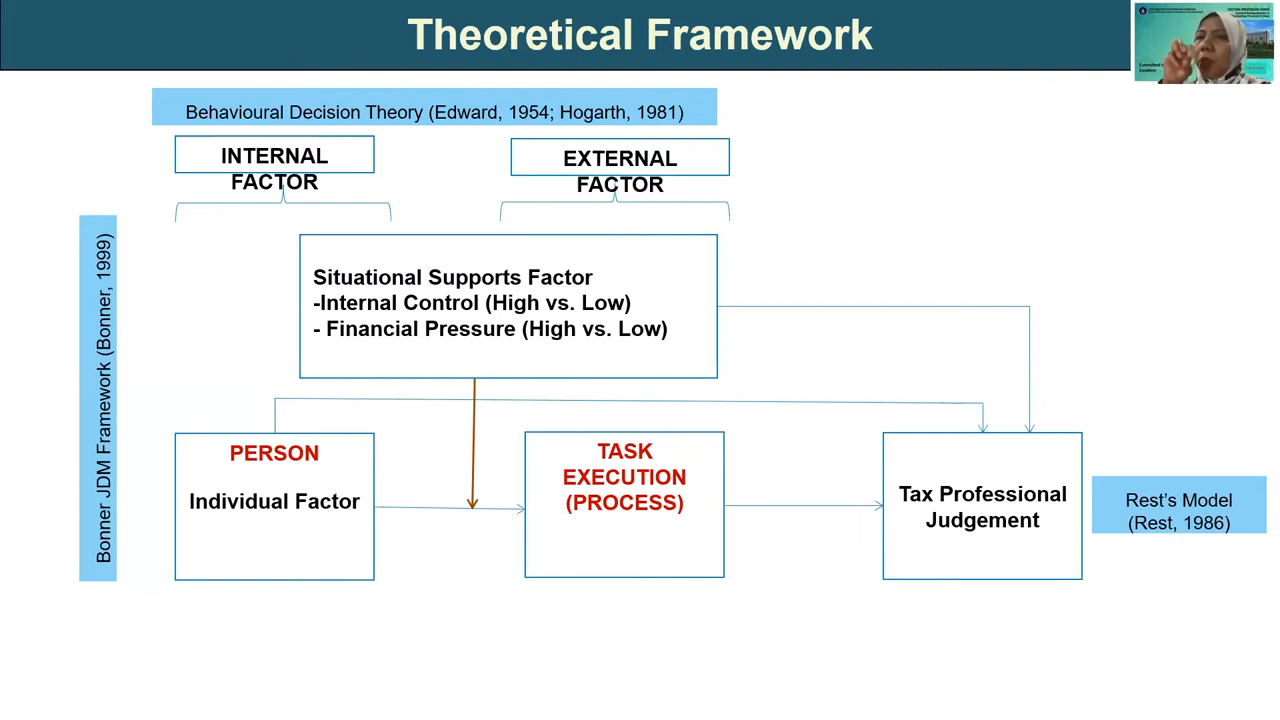 Theoretical Framework
Behavioural Decision Theory (Edward, 1954; Hogarth, 1981)
INTERNAL
FACTOR
EXTERNAL
FACTOR
Bonner JDM Framework (Bonner, 1999)
Situational Supports Factor
-Internal Control (High vs. Low)
- Financial Pressure (High vs. Low)
PERSON
Individual Factor
TASK
EXECUTION
(PROCESS)
Tax Professional
Judgement
Rest's Model
(Rest, 1986)